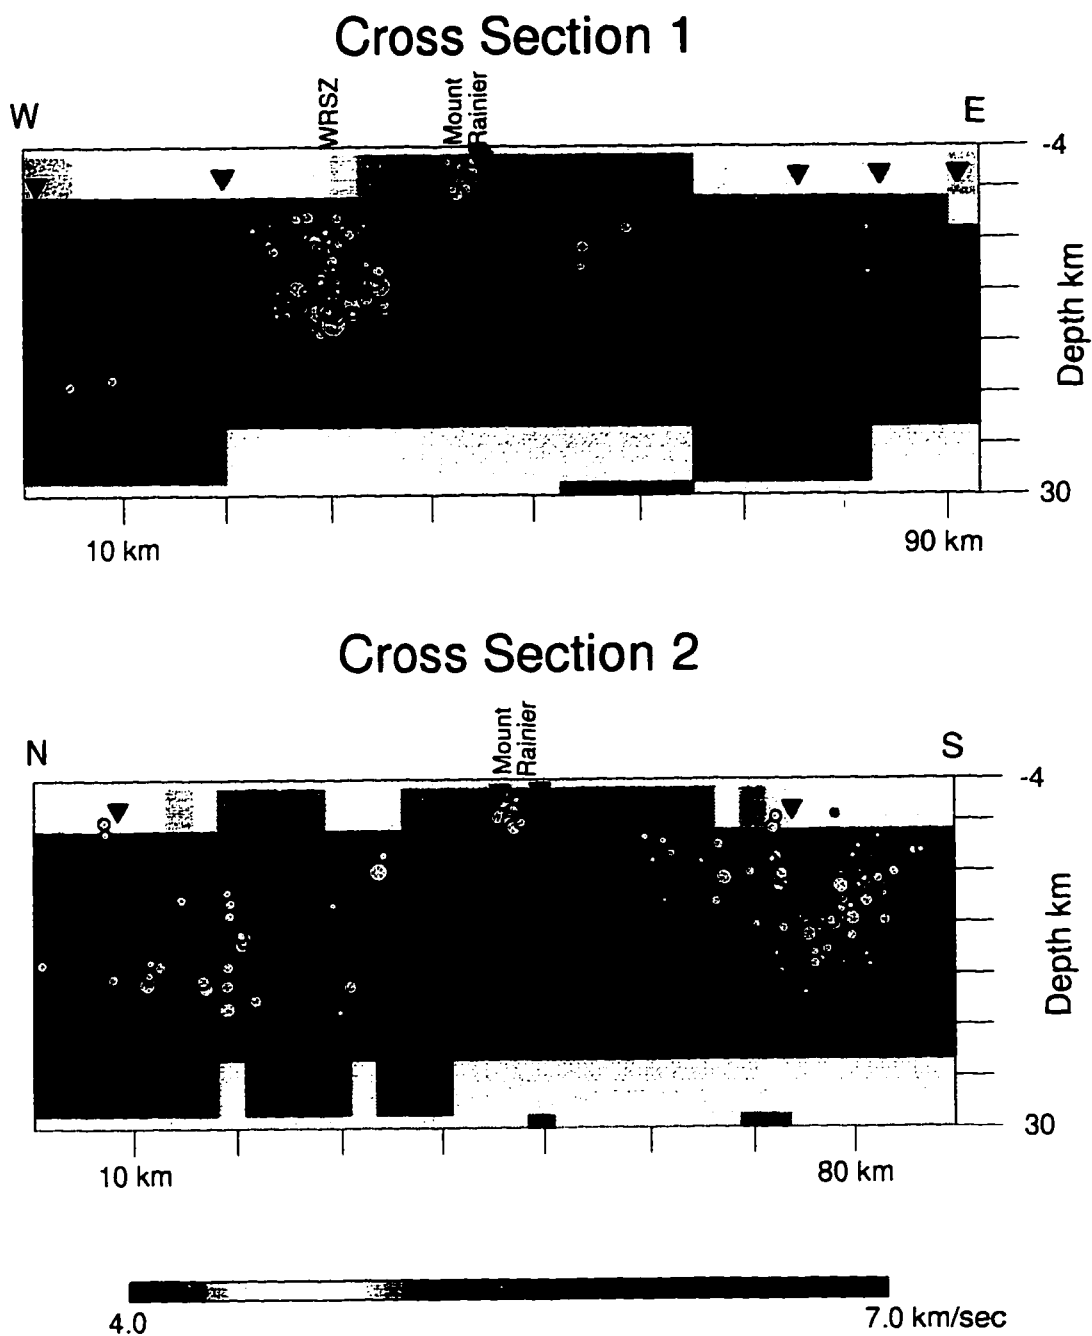 Cross Section 1
W
WRSZ
Mount
Rainier
E
-4
Depth km
30
10 km
90 km
Cross Section 2
N
Mount
Rainier
S
-4
Depth km
30
10 km
80 km
4.0
7.0 km/sec